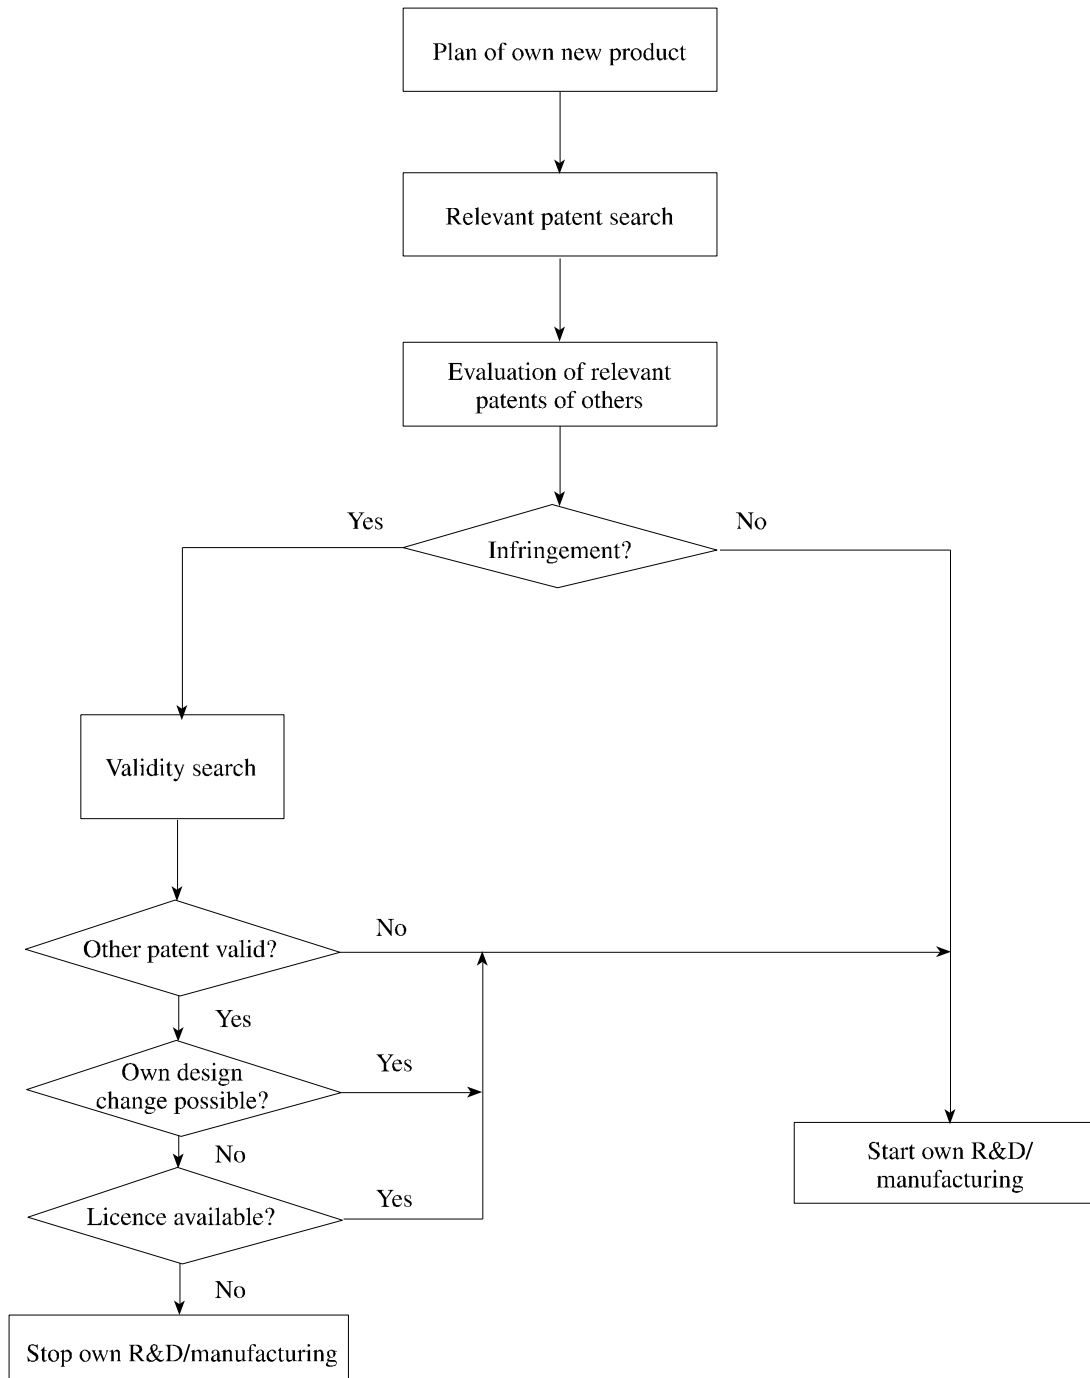 Plan of own new product
Relevant patent search
Evaluation of relevant
patents of others
Yes
No
Infringement?
Validity search
No
Other patent valid?
Yes
Yes
Own design
change possible?
No
Start own R&D/
manufacturing
Yes
Licence available?
No
Stop own R&D/manufacturing